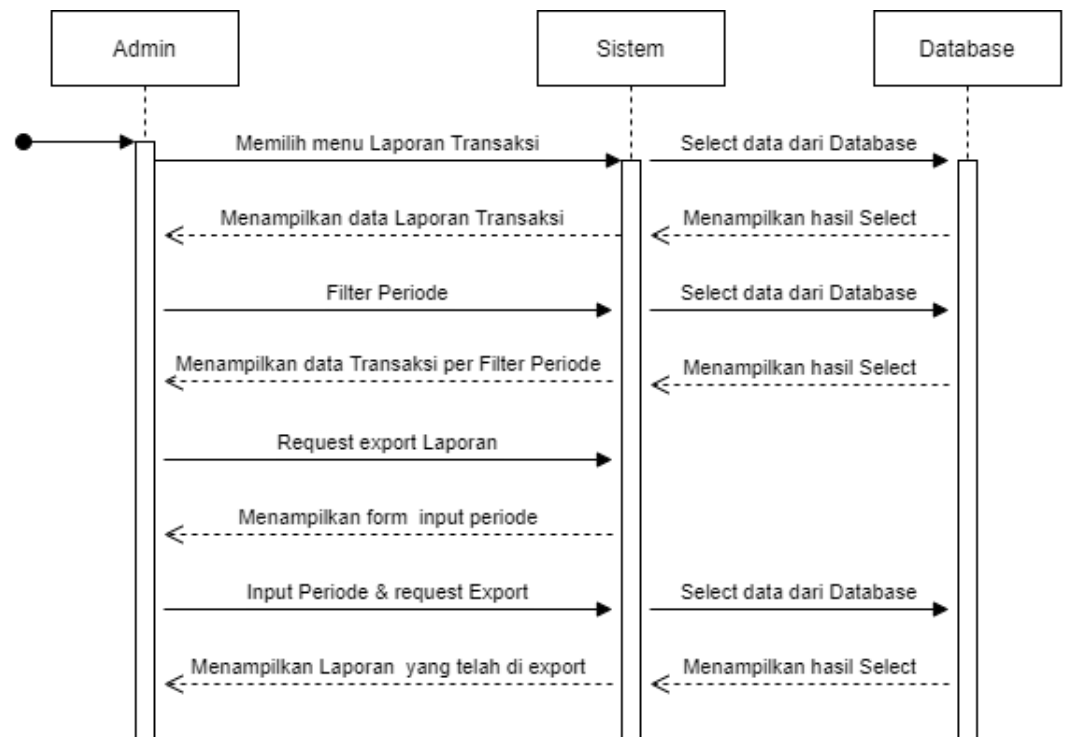 Admin
Sistem
Database
Memilih menu Laporan Transaksi
Select data dari Database
Menampilkan data Laporan Transaksi
Menampilkan hasil Select
Filter Periode
Select data dari Database
Menampilkan data Transaksi per Filter Periode
Menampilkan hasil Select
Request export Laporan
Menampilkan form input periode
Input Periode & request Export
Select data dari Database
Menampilkan Laporan yang telah di export
Menampilkan hasil Select